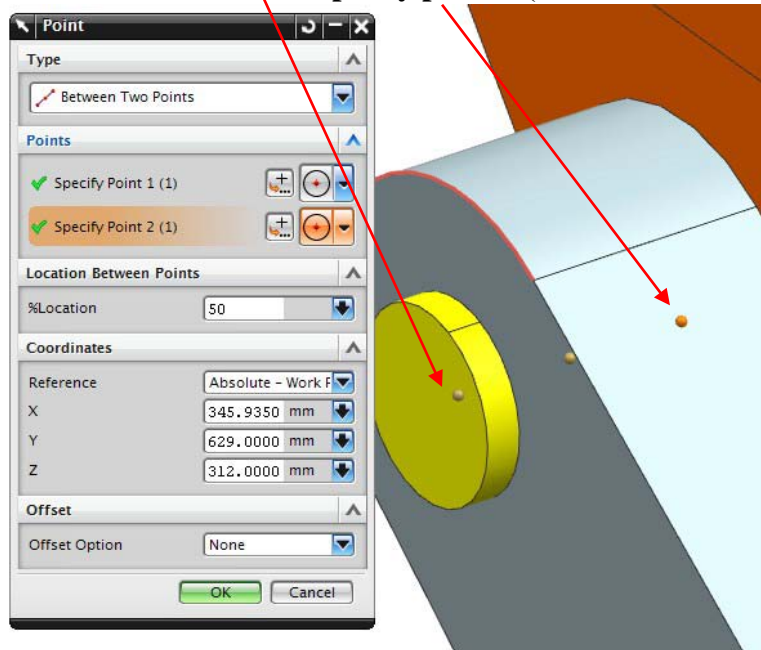 Point
Type
Between Two Points
Points
Specify Point 1 (1)
Specify Point 2 (1)
Location Between Points
%Location 50
Coordinates
Reference Absolute - Work
X 345.9350 mm
Y 629.0000 mm
Z 312.0000 mm
Offset
Offset Option None
OK Cancel